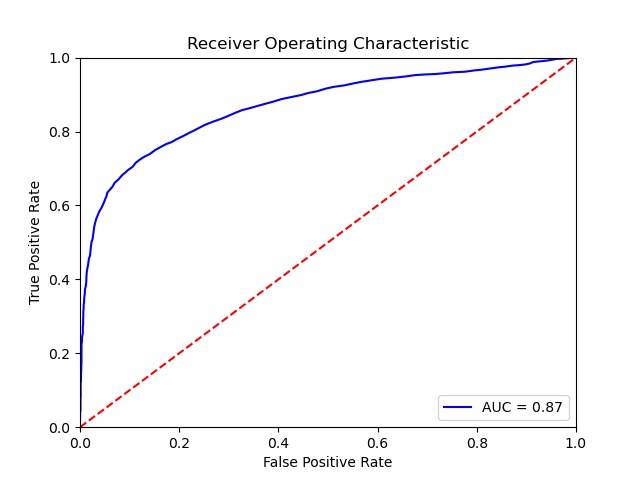 Receiver Operating Characteristic
1.0
0.8
0.6
0.4
0.2
0.0
True Positive Rate
AUC = 0.87
0.0 0.2 0.4 0.6 0.8 1.0
False Positive Rate